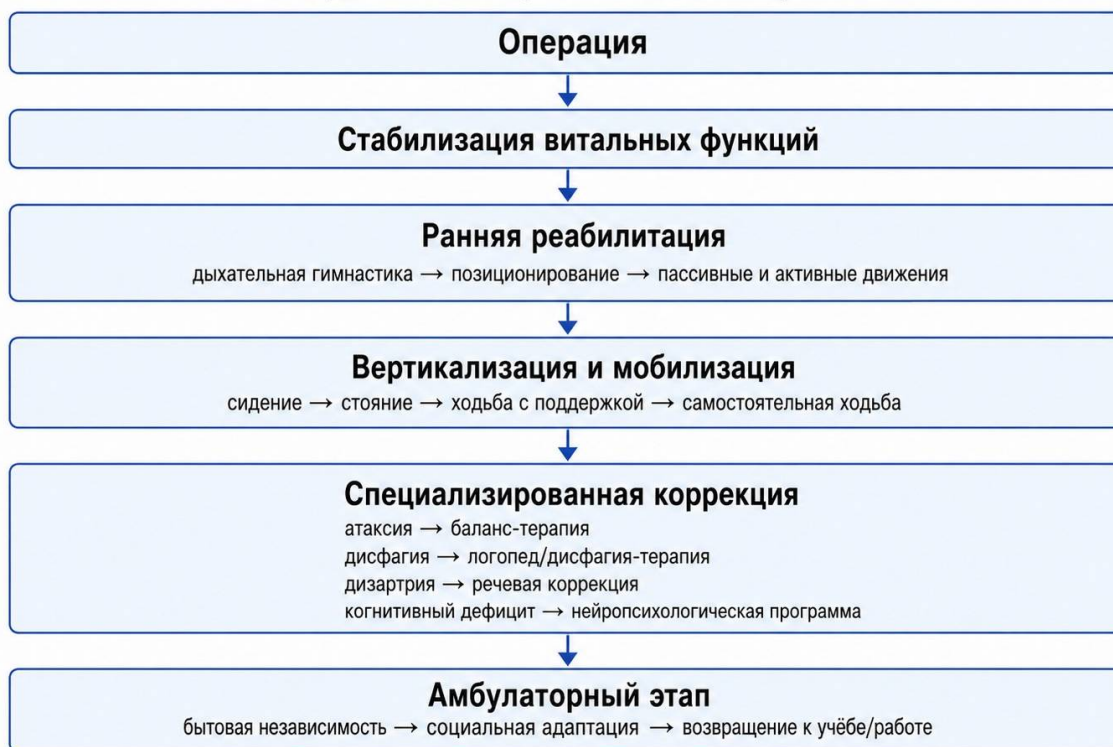 Операция
Стабилизация витальных функций
Ранняя реабилитация
дыхательная гимнастика → позиционирование → пассивные и активные движения
Вертикализация и мобилизация
сидение → стояние → ходьба с поддержкой → самостоятельная ходьба
Специализированная коррекция
атаксия → баланс-терапия
дисфагия → логопед/дисфагия-терапия
дизартрия → речевая коррекция
когнитивный дефицит → нейропсихологическая программа
Амбулаторный этап
бытовая независимость → социальная адаптация → возвращение к учёбе/работе